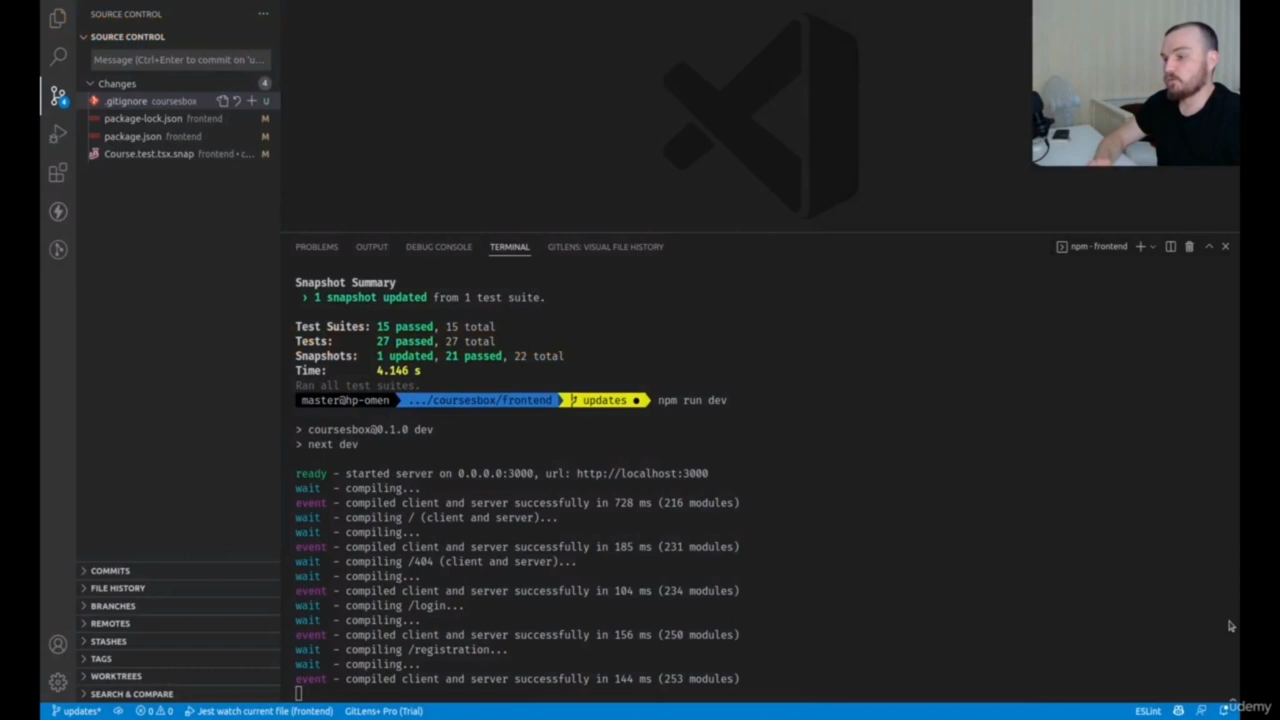 SOURCE CONTROL
SOURCE CONTROL
Message (Ctrl+Enter to commit on 'u...
Changes 4
.gitignore coursesbox U
package-lock.json frontend M
package.json frontend M
Course.test.tsx.snap frontend • c... M
COMMITS
FILE HISTORY
BRANCHES
REMOTES
STASHES
TAGS
WORKTREES
SEARCH & COMPARE
PROBLEMS OUTPUT DEBUG CONSOLE TERMINAL GITLENS: VISUAL FILE HISTORY npm - frontend
Snapshot Summary
› 1 snapshot updated from 1 test suite.
Test Suites: 15 passed, 15 total
Tests: 27 passed, 27 total
Snapshots: 1 updated, 21 passed, 22 total
Time: 4.146 s
Ran all test suites.
master@hp-omen .../coursesbox/frontend updates ● npm run dev
> coursesbox@0.1.0 dev
> next dev
ready - started server on 0.0.0.0:3000, url: http://localhost:3000
wait - compiling...
event - compiled client and server successfully in 728 ms (216 modules)
wait - compiling / (client and server)...
wait - compiling...
event - compiled client and server successfully in 185 ms (231 modules)
wait - compiling /404 (client and server)...
wait - compiling...
event - compiled client and server successfully in 104 ms (234 modules)
wait - compiling /login...
wait - compiling...
event - compiled client and server successfully in 156 ms (250 modules)
wait - compiling /registration...
wait - compiling...
event - compiled client and server successfully in 144 ms (253 modules)
updates* 0 0 Jest watch current file (frontend) GitLens+ Pro (Trial) ESLint
udemy